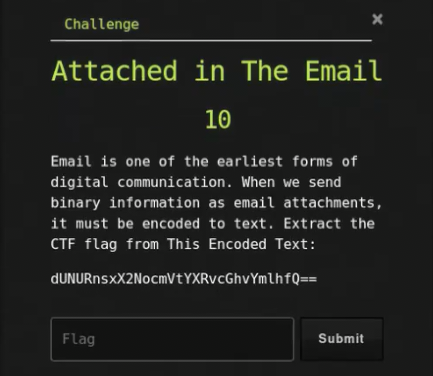 Challenge
×
Attached in The Email
10
Email is one of the earliest forms of
digital communication. When we send
binary information as email attachments,
it must be encoded to text. Extract the
CTF flag from This Encoded Text:
dUNURnsxX2NocmVtYXRvcGhvYmlhfQ==
Flag
Submit